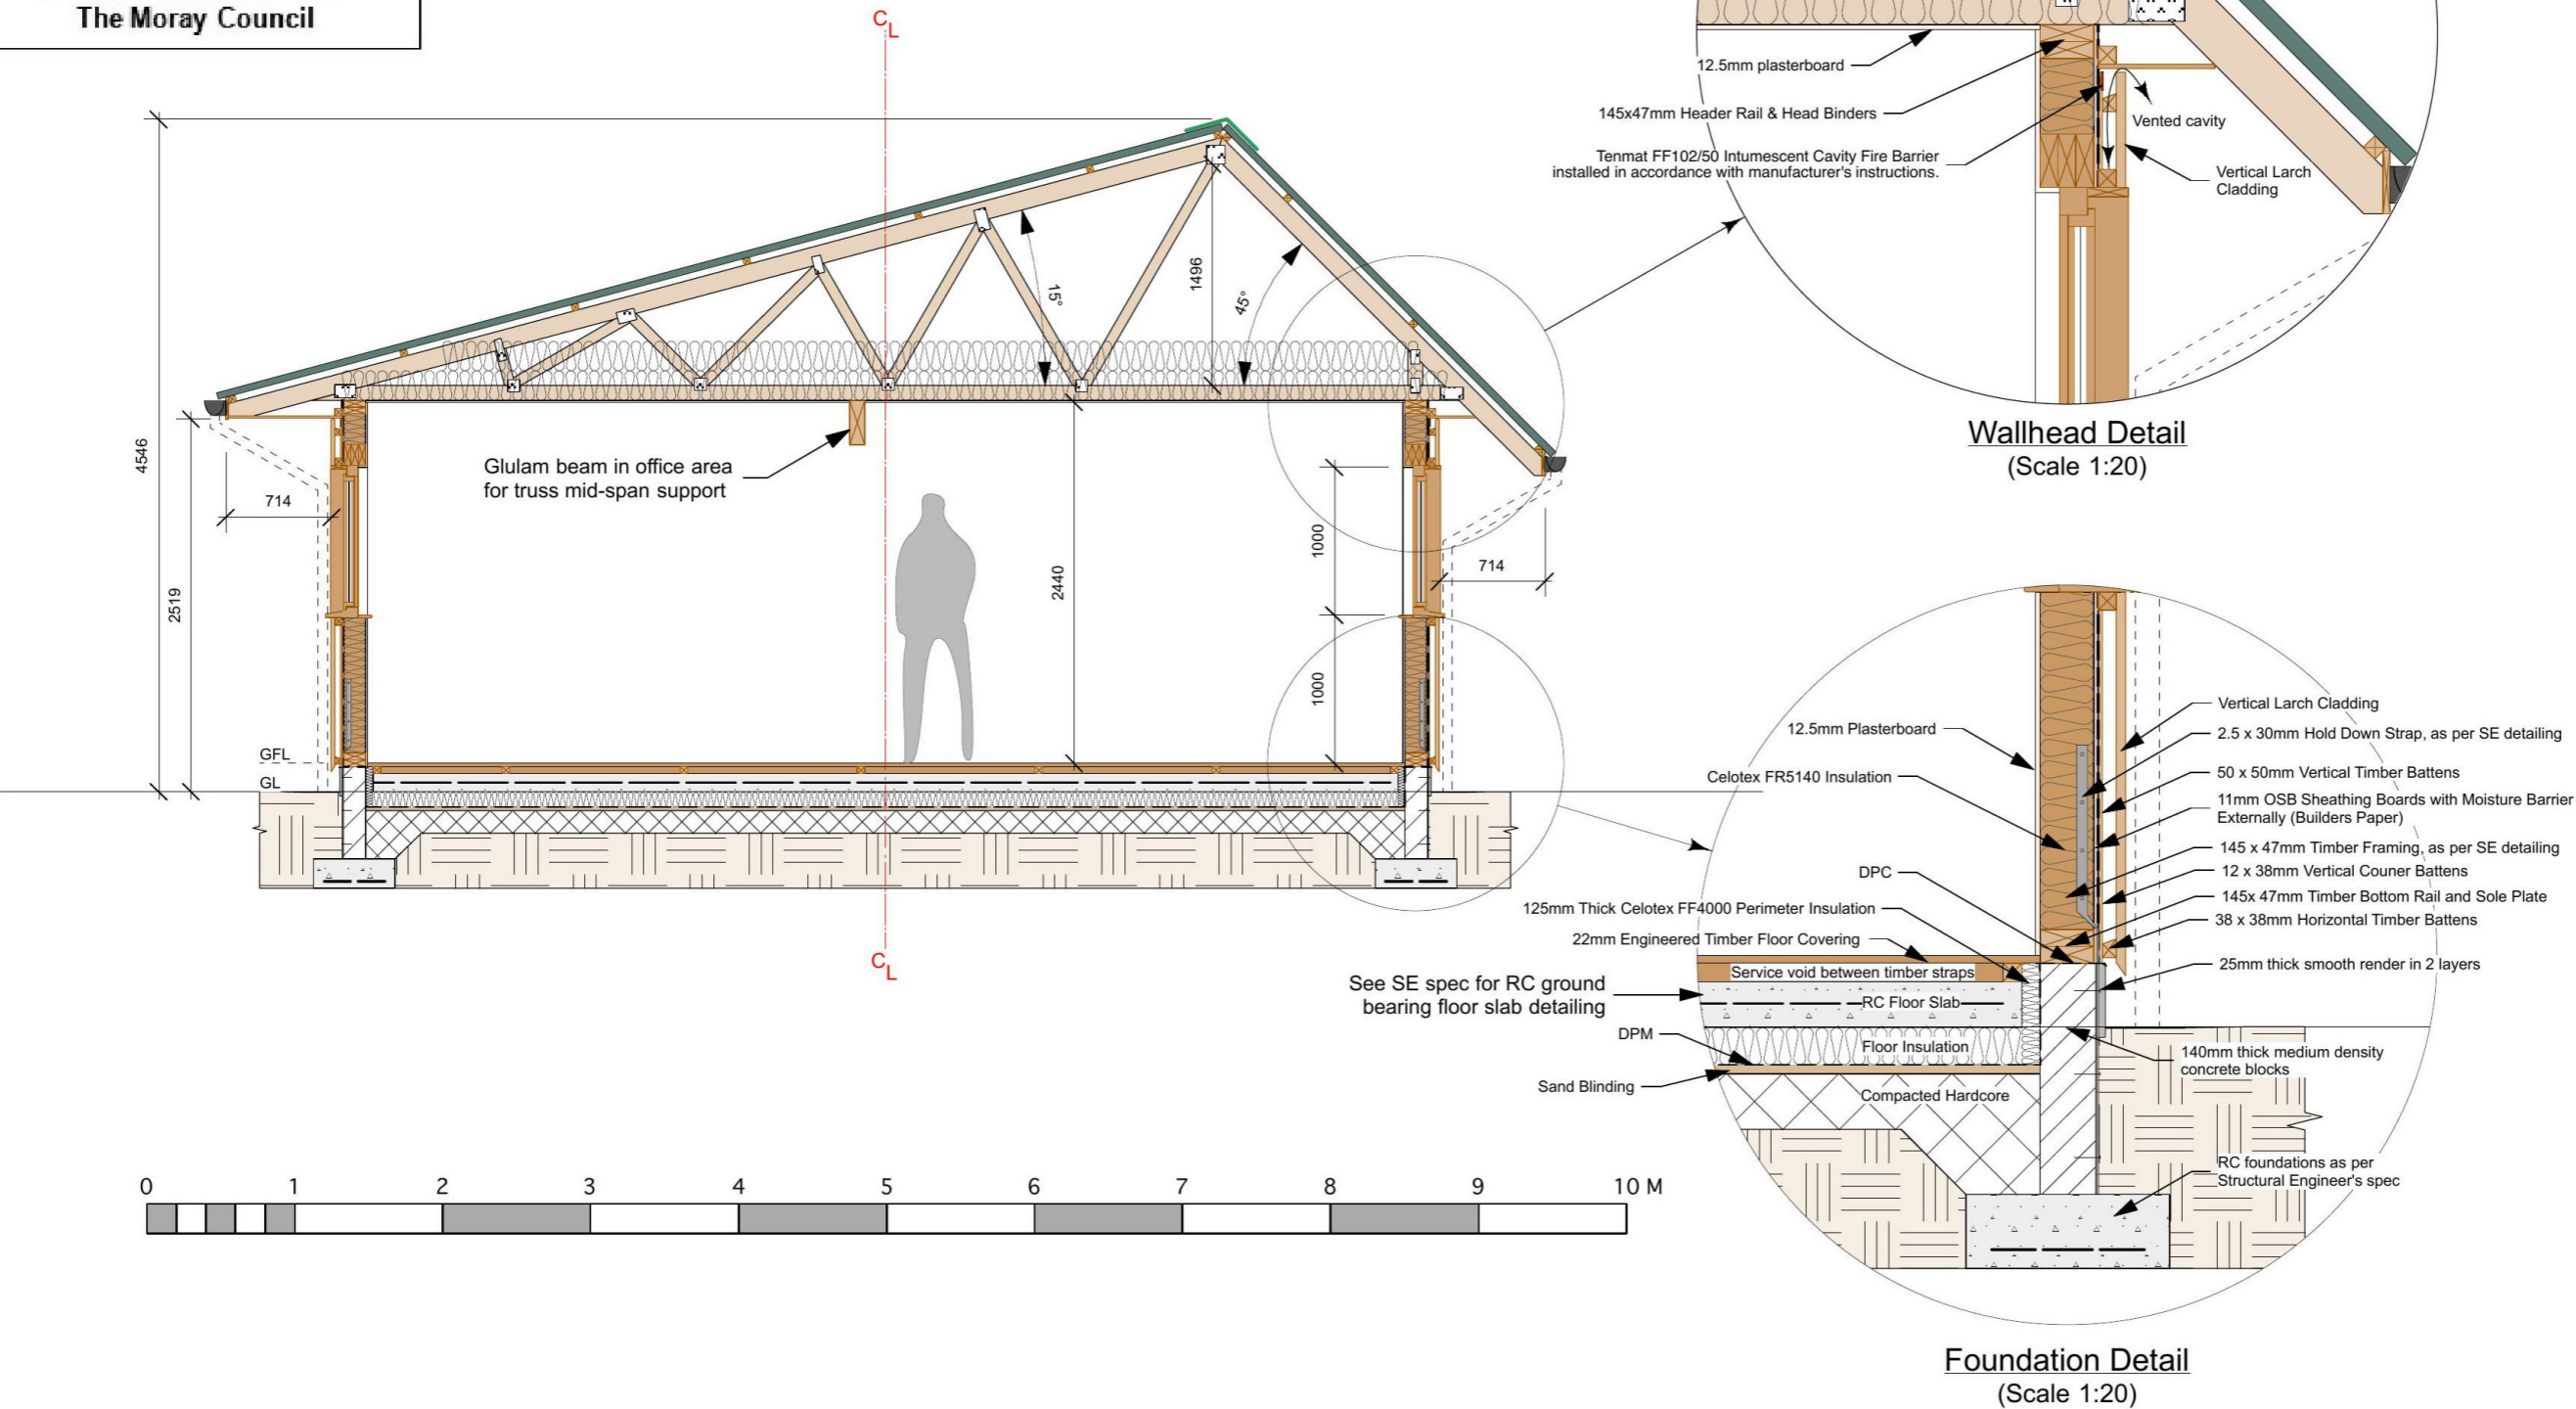 The Moray Council
C
L
12.5mm plasterboard
145x47mm Header Rail & Head Binders
Tenmat FF102/50 Intumescent Cavity Fire Barrier
installed in accordance with manufacturer's instructions.
Vented cavity
Vertical Larch
Cladding
Wallhead Detail
(Scale 1:20)
4546
2519
714
Glulam beam in office area
for truss mid-span support
15°
1496
45°
2440
1000
1000
714
GFL
GL
C
L
12.5mm Plasterboard
Celotex FR5140 Insulation
DPC
125mm Thick Celotex FF4000 Perimeter Insulation
22mm Engineered Timber Floor Covering
See SE spec for RC ground
bearing floor slab detailing
DPM
Sand Blinding
Service void between timber straps
RC Floor Slab
Floor Insulation
Compacted Hardcore
Vertical Larch Cladding
2.5 x 30mm Hold Down Strap, as per SE detailing
50 x 50mm Vertical Timber Battens
11mm OSB Sheathing Boards with Moisture Barrier
Externally (Builders Paper)
145 x 47mm Timber Framing, as per SE detailing
12 x 38mm Vertical Couner Battens
145x 47mm Timber Bottom Rail and Sole Plate
38 x 38mm Horizontal Timber Battens
25mm thick smooth render in 2 layers
140mm thick medium density
concrete blocks
RC foundations as per
Structural Engineer's spec
Foundation Detail
(Scale 1:20)
0 1 2 3 4 5 6 7 8 9 10 M